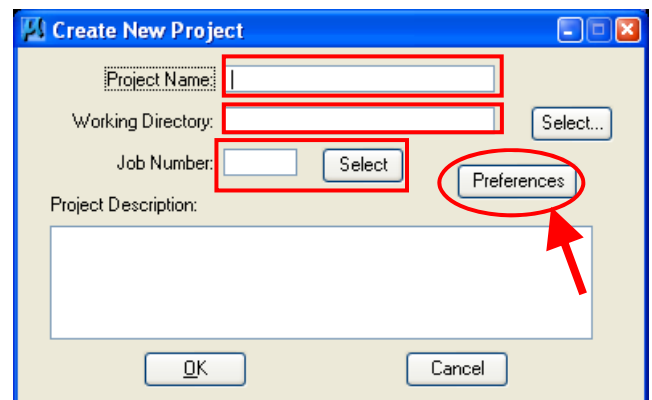 Create New Project
Project Name:
Working Directory: Select...
Job Number: Select
Preferences
Project Description:
OK Cancel